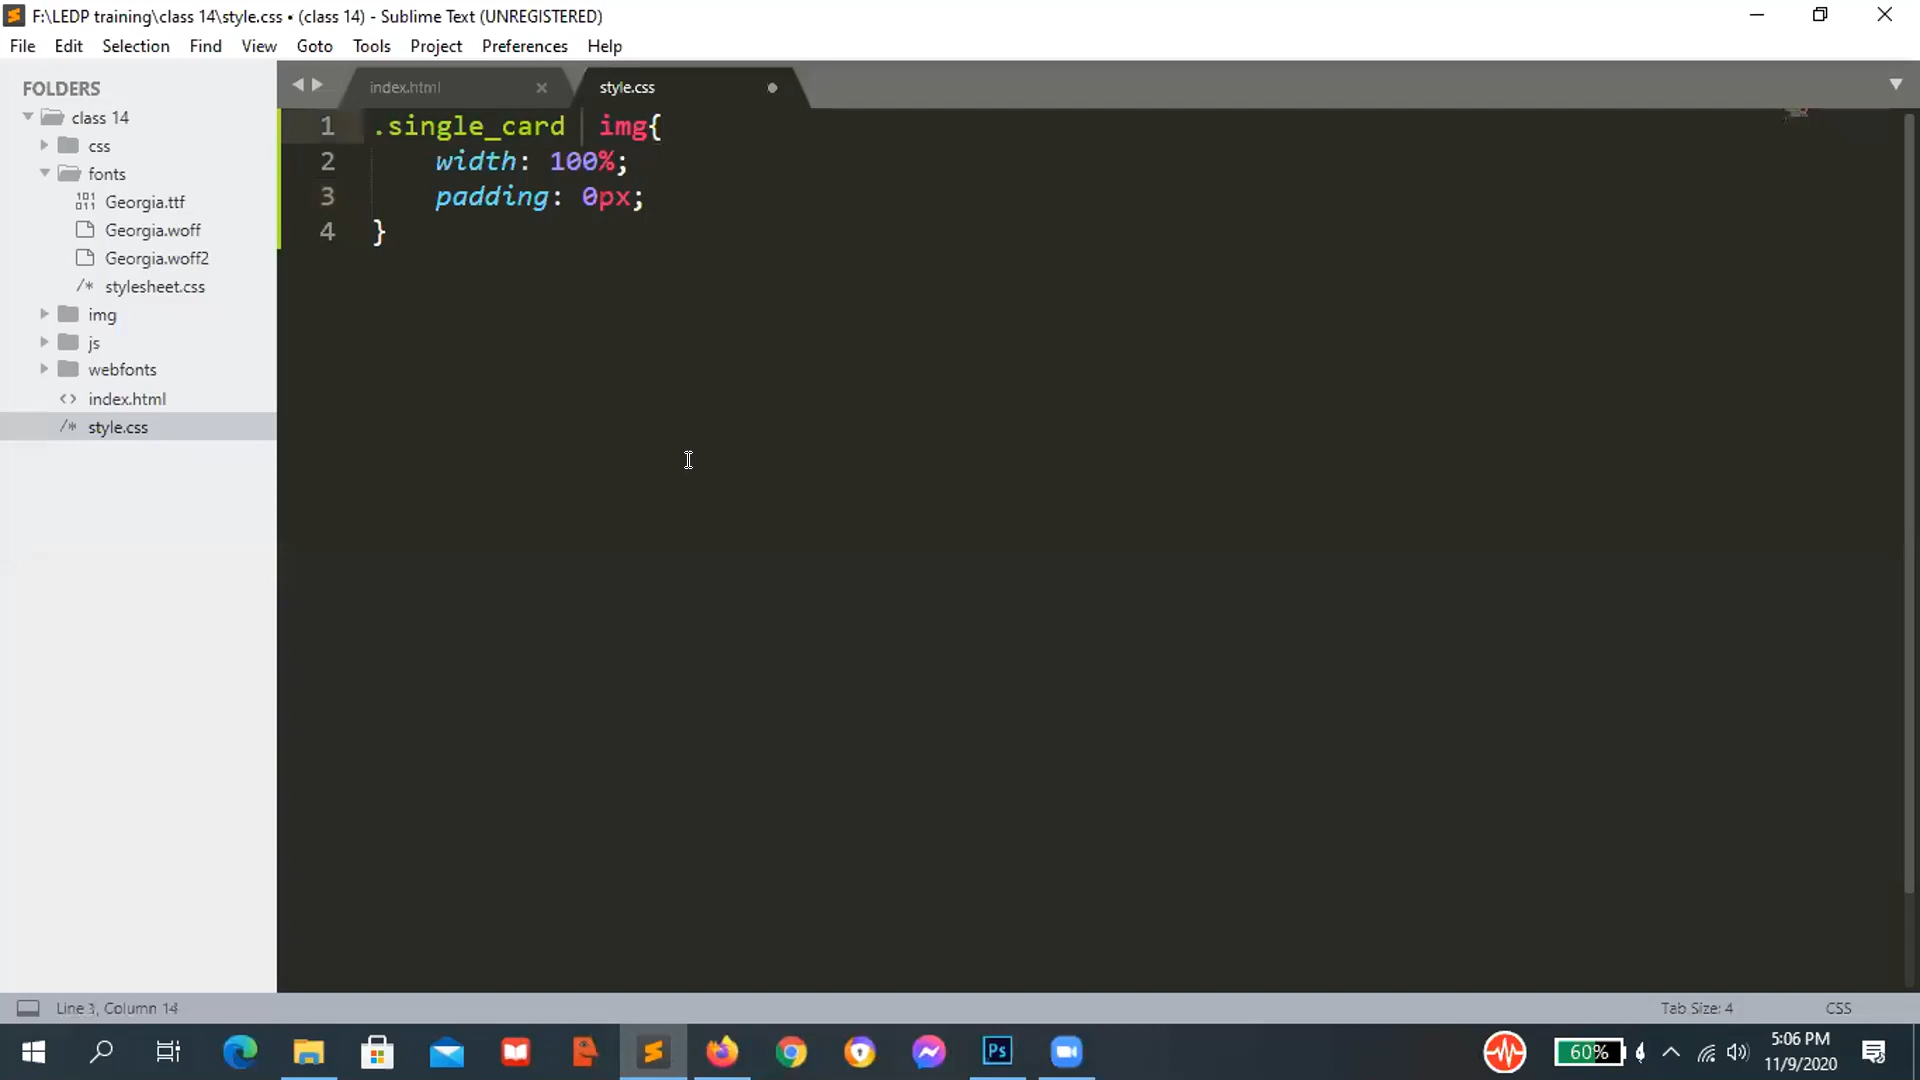 F:\LEDP training\class 14\style.css • (class 14) - Sublime Text (UNREGISTERED)
File Edit Selection Find View Goto Tools Project Preferences Help
FOLDERS
class 14
css
fonts
Georgia.ttf
Georgia.woff
Georgia.woff2
/* stylesheet.css
img
js
webfonts
<> index.html
/* style.css
index.html × style.css
1 .single_card  img{
2 width: 100%;
3 padding: 0px;
4 }
Line 3, Column 14
Tab Size: 4 CSS
Ps
60%
5:06 PM
11/9/2020